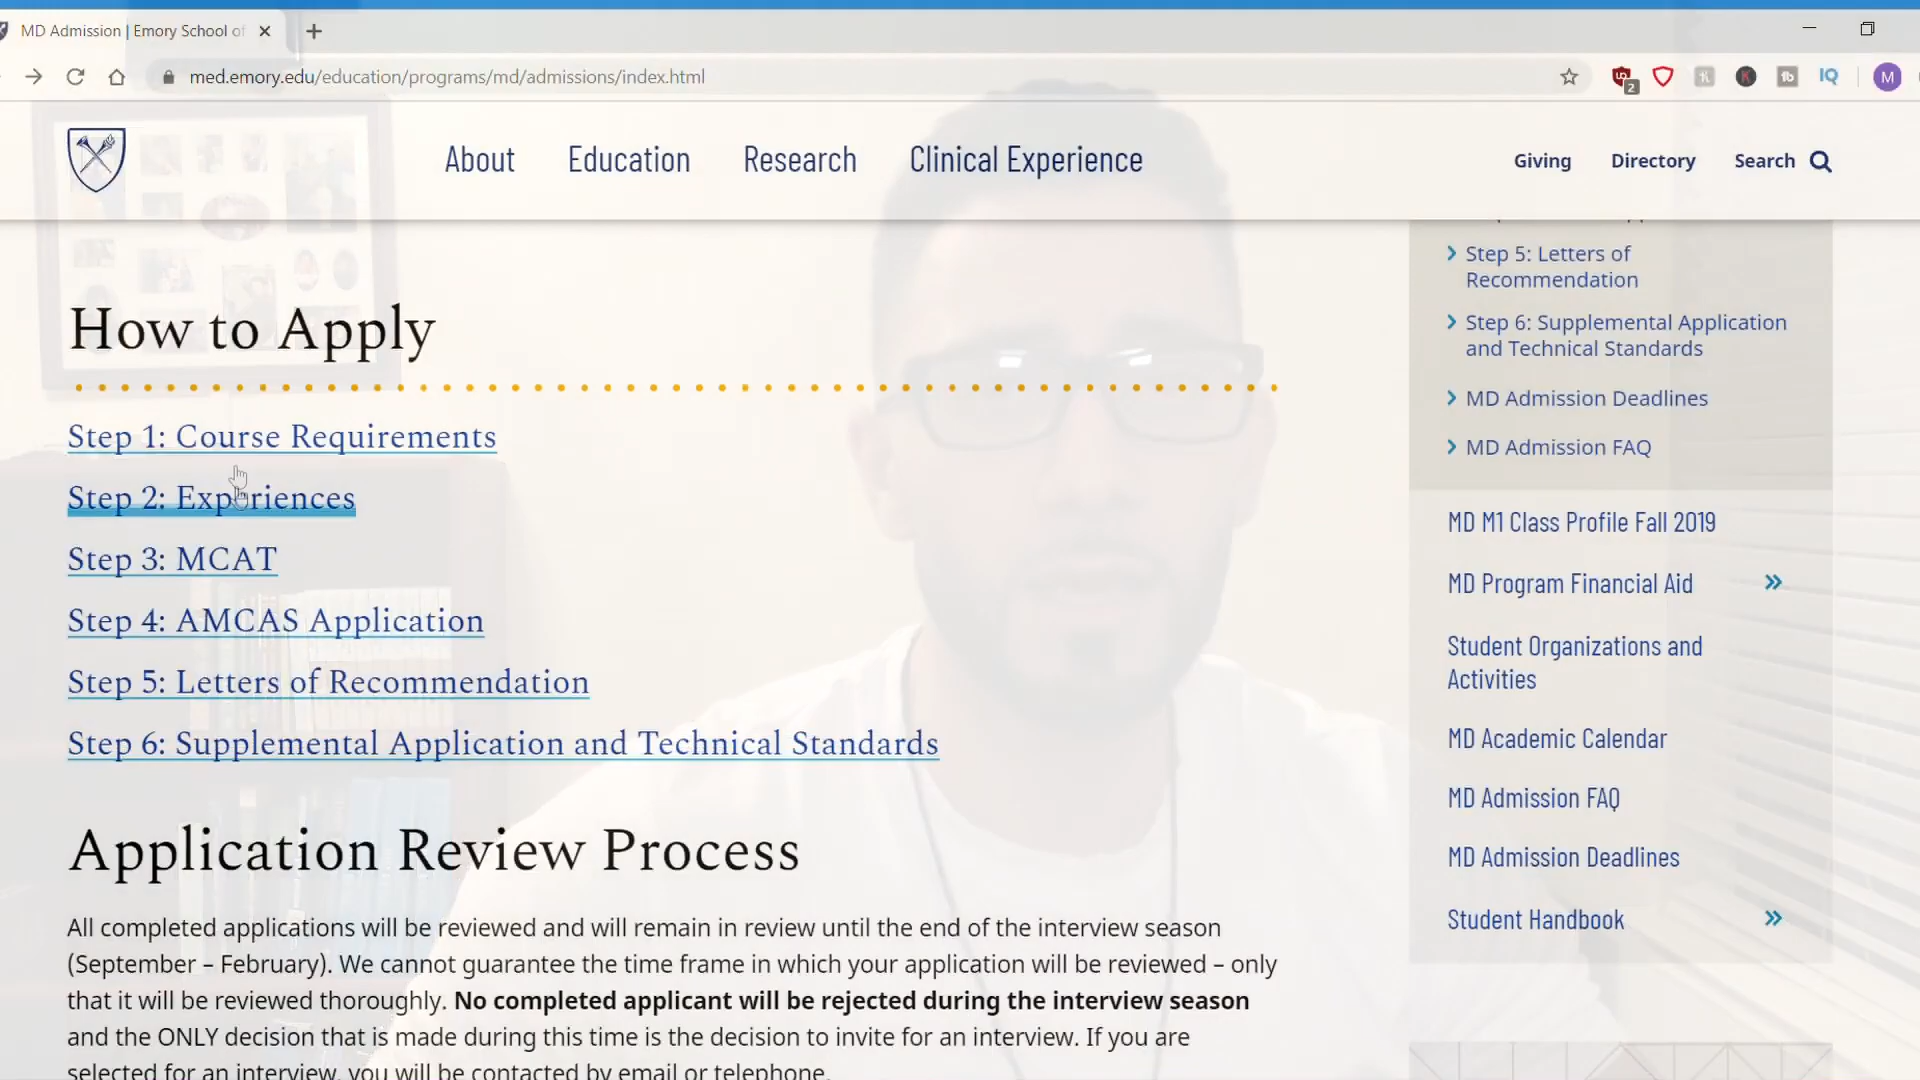 MD Admission | Emory School of
med.emory.edu/education/programs/md/admissions/index.html
2
IQ
M
About
Education
Research
Clinical Experience
Giving
Directory
Search
How to Apply
Step 1: Course Requirements
Step 2: Experiences
Step 3: MCAT
Step 4: AMCAS Application
Step 5: Letters of Recommendation
Step 6: Supplemental Application and Technical Standards
Application Review Process
All completed applications will be reviewed and will remain in review until the end of the interview season
(September – February). We cannot guarantee the time frame in which your application will be reviewed – only
that it will be reviewed thoroughly. No completed applicant will be rejected during the interview season
and the ONLY decision that is made during this time is the decision to invite for an interview. If you are
selected for an interview, you will be contacted by email or telephone.
Step 5: Letters of
Recommendation
Step 6: Supplemental Application
and Technical Standards
MD Admission Deadlines
MD Admission FAQ
MD M1 Class Profile Fall 2019
MD Program Financial Aid
Student Organizations and
Activities
MD Academic Calendar
MD Admission FAQ
MD Admission Deadlines
Student Handbook